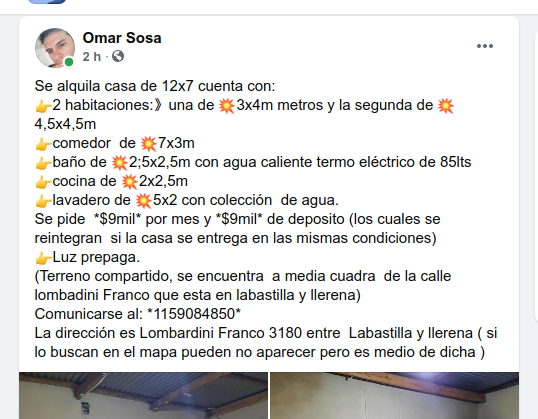 Omar Sosa
2 h ·
Se alquila casa de 12x7 cuenta con:
👉2 habitaciones:》una de 💥3x4m metros y la segunda de 💥
4,5x4,5m
👉comedor de 💥7x3m
👉baño de 💥2;5x2,5m con agua caliente termo eléctrico de 85lts
👉cocina de 💥2x2,5m
👉lavadero de 💥5x2 con colección de agua.
Se pide *$9mil* por mes y *$9mil* de deposito (los cuales se
reintegran si la casa se entrega en las mismas condiciones)
👉Luz prepaga.
(Terreno compartido, se encuentra a media cuadra de la calle
lombadini Franco que esta en labastilla y llerena)
Comunicarse al: *1159084850*
La dirección es Lombardini Franco 3180 entre Labastilla y llerena ( si
lo buscan en el mapa pueden no aparecer pero es medio de dicha )